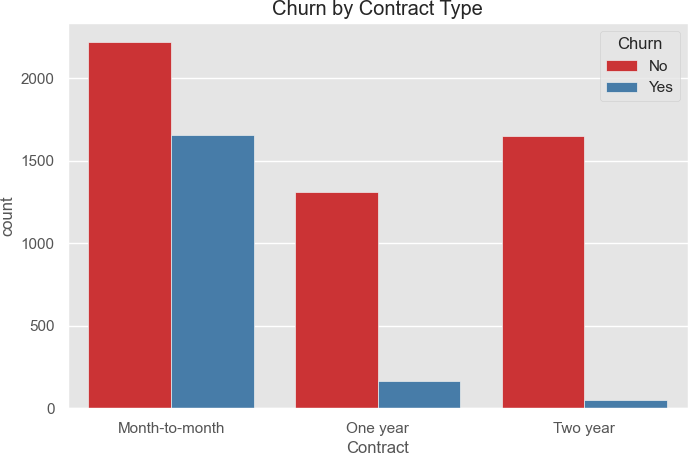 Churn by Contract Type
Churn
No
Yes
2000
1500
1000
500
0
count
Month-to-month
One year
Two year
Contract